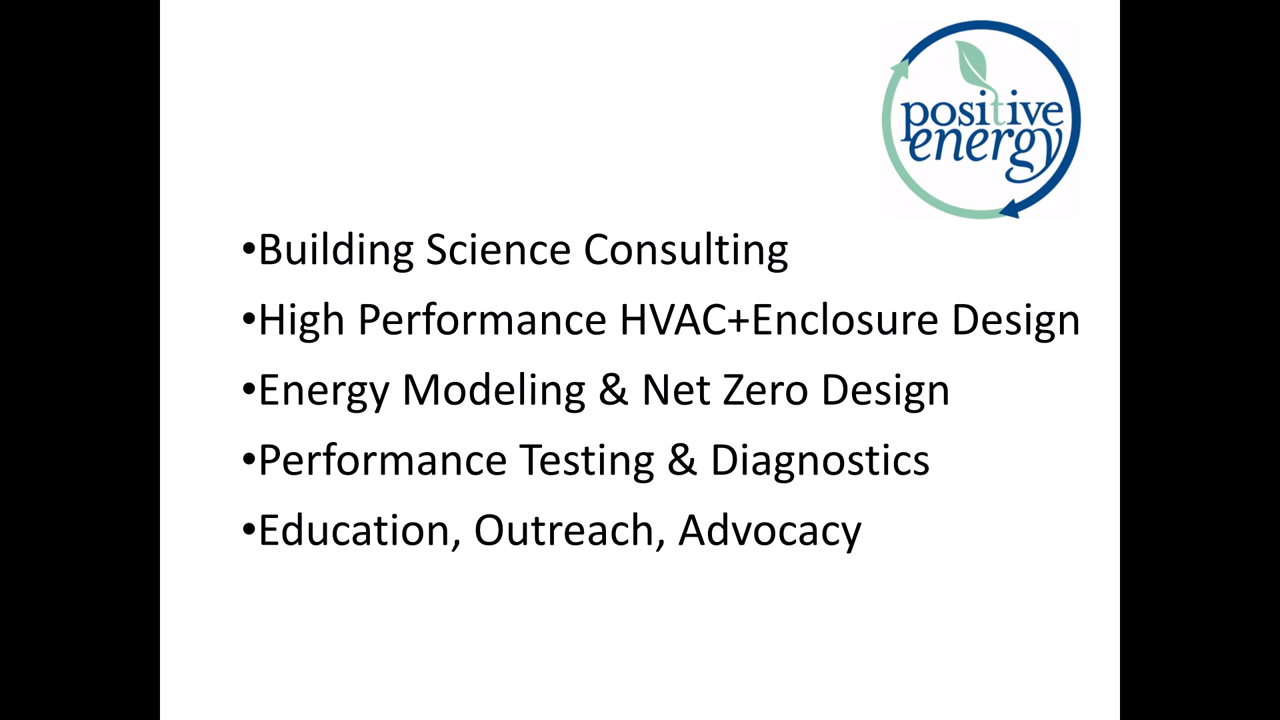 positive
energy
•Building Science Consulting
•High Performance HVAC+Enclosure Design
•Energy Modeling & Net Zero Design
•Performance Testing & Diagnostics
•Education, Outreach, Advocacy